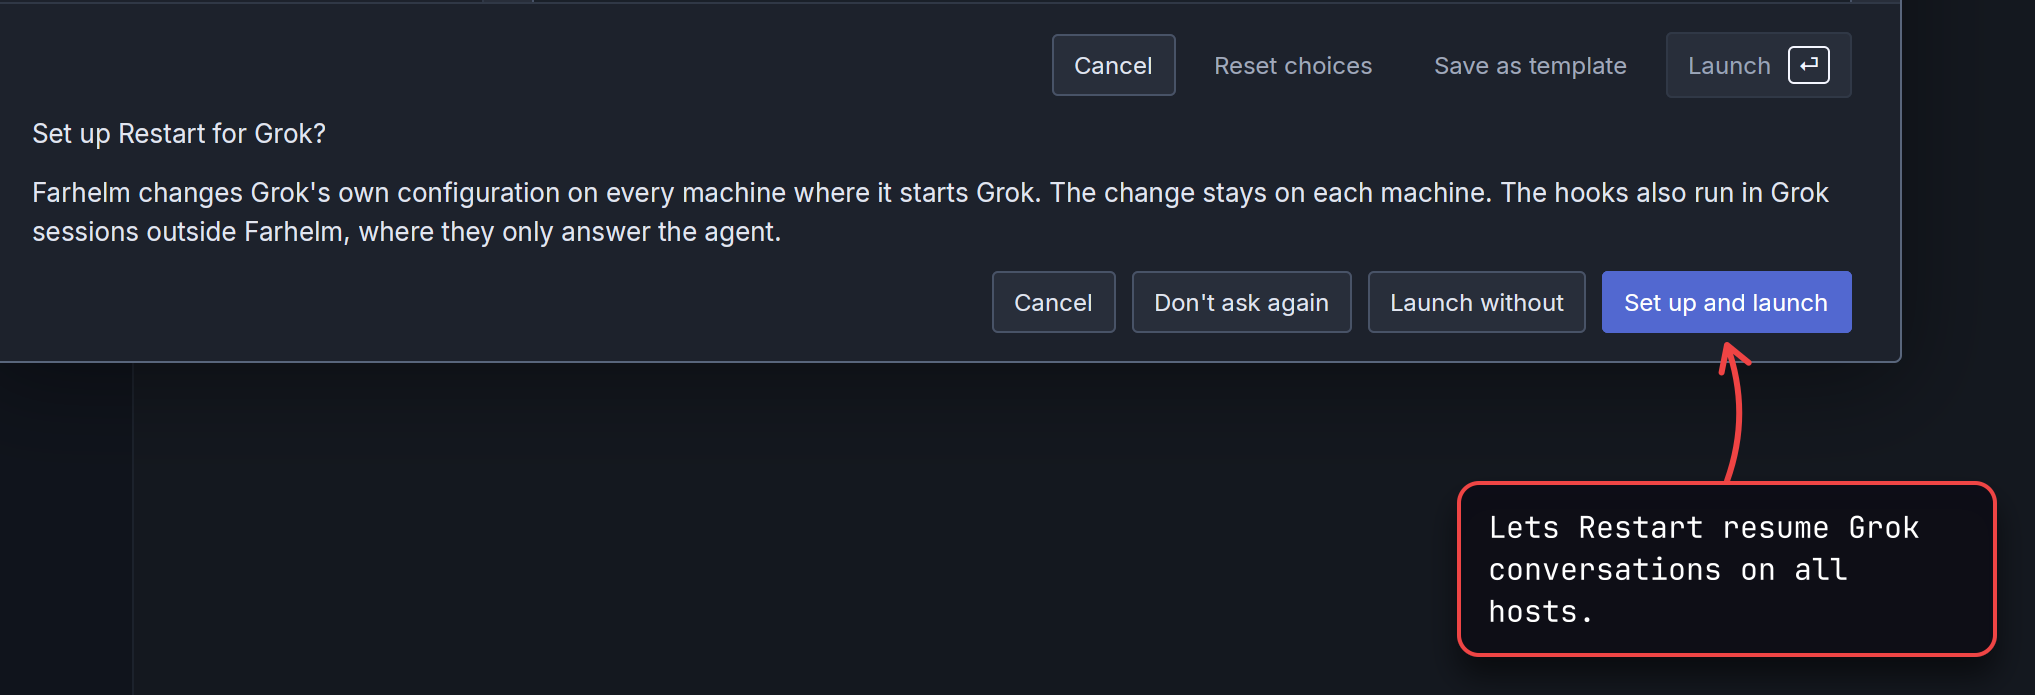 Cancel Reset choices Save as template Launch
Set up Restart for Grok?
Farhelm changes Grok's own configuration on every machine where it starts Grok. The change stays on each machine. The hooks also run in Grok
sessions outside Farhelm, where they only answer the agent.
Cancel Don't ask again Launch without Set up and launch
Lets Restart resume Grok
conversations on all
hosts.